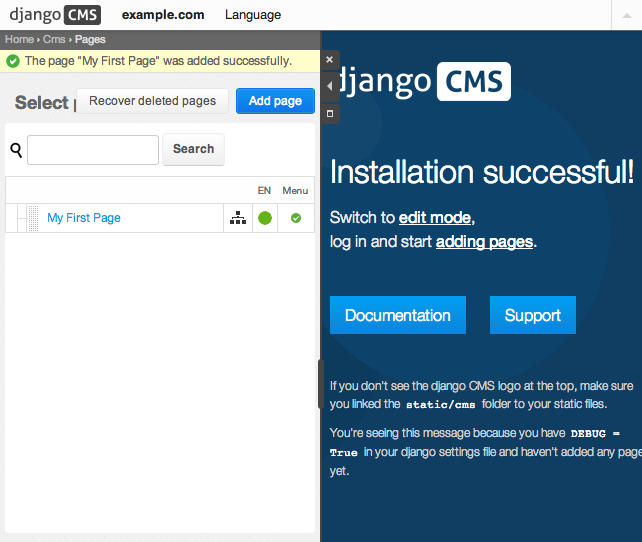 django CMS example.com Language
Home › Cms › Pages
The page "My First Page" was added successfully.
Select Recover deleted pages Add page
Search
EN Menu
My First Page
django CMS
Installation successful!
Switch to edit mode,
log in and start adding pages.
Documentation Support
If you don't see the django CMS logo at the top, make sure
you linked the static/cms folder to your static files.
You're seeing this message because you have DEBUG =
True in your django settings file and haven't added any page
yet.